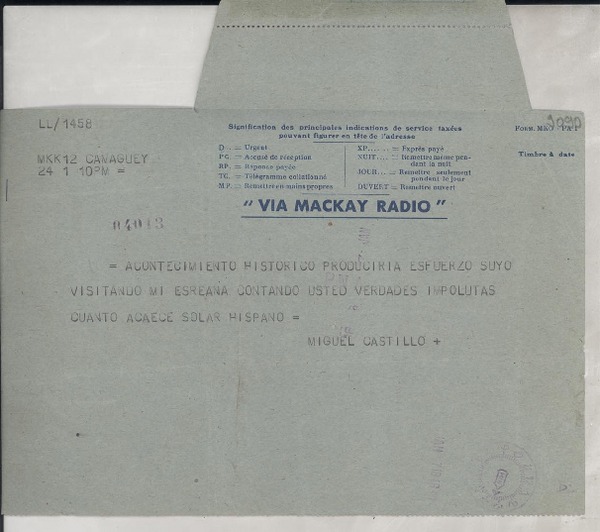 LL/1458
Signification des principales indications de service taxées
pouvant figurer en tête de l'adresse
D = Urgent
PC = Accusé de réception
RP = Réponse payée
TC = Télégramme collationné
MP = Remettre en mains propres
XP...... = Exprès payé
NUIT.... = Remettre même pendant la nuit
JOUR.... = Remettre seulement pendant le jour
OUVERT = Remettre ouvert
Timbre à date
MKK12 CAMAGUEY
24 1 10PM =
"VIA MACKAY RADIO"
04013
= ACONTECIMIENTO HISTORICO PRODUCIRIA ESFUERZO SUYO
VISITANDO MI ESREAÑA CONTANDO USTED VERDADES IMPOLUTAS
CUANTO ACAECE SOLAR HISPANO =
MIGUEL CASTILLO +